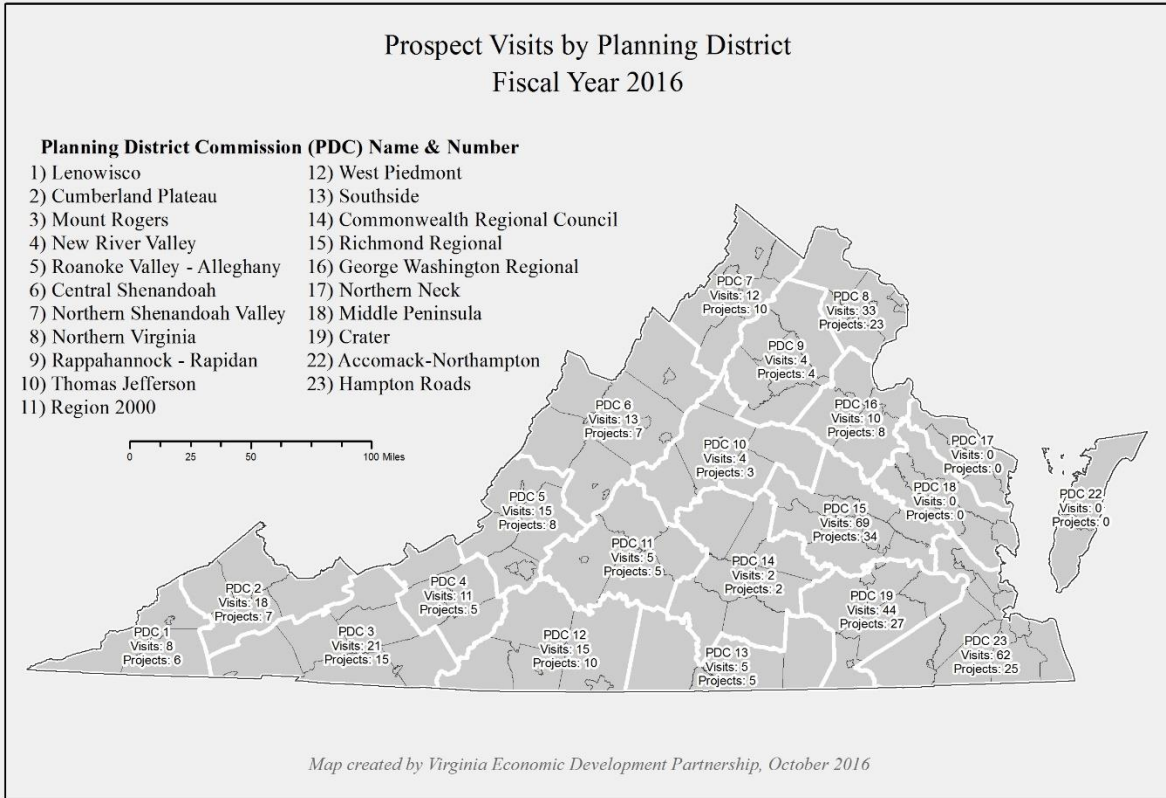 Prospect Visits by Planning District
Fiscal Year 2016
Planning District Commission (PDC) Name & Number
1) Lenowisco
2) Cumberland Plateau
3) Mount Rogers
4) New River Valley
5) Roanoke Valley - Alleghany
6) Central Shenandoah
7) Northern Shenandoah Valley
8) Northern Virginia
9) Rappahannock - Rapidan
10) Thomas Jefferson
11) Region 2000
12) West Piedmont
13) Southside
14) Commonwealth Regional Council
15) Richmond Regional
16) George Washington Regional
17) Northern Neck
18) Middle Peninsula
19) Crater
22) Accomack-Northampton
23) Hampton Roads
0 25 50 100 Miles
PDC 7
Visits: 12
Projects: 10
PDC 8
Visits: 33
Projects: 23
PDC 9
Visits: 4
Projects: 4
PDC 6
Visits: 13
Projects: 7
PDC 16
Visits: 10
Projects: 8
PDC 10
Visits: 4
Projects: 3
PDC 17
Visits: 0
Projects: 0
PDC 18
Visits: 0
Projects: 0
PDC 22
Visits: 0
Projects: 0
PDC 5
Visits: 15
Projects: 8
PDC 15
Visits: 69
Projects: 34
PDC 11
Visits: 5
Projects: 5
PDC 14
Visits: 2
Projects: 2
PDC 4
Visits: 11
Projects: 5
PDC 2
Visits: 18
Projects: 7
PDC 19
Visits: 44
Projects: 27
PDC 1
Visits: 8
Projects: 6
PDC 3
Visits: 21
Projects: 15
PDC 12
Visits: 15
Projects: 10
PDC 13
Visits: 5
Projects: 5
PDC 23
Visits: 62
Projects: 25
Map created by Virginia Economic Development Partnership, October 2016